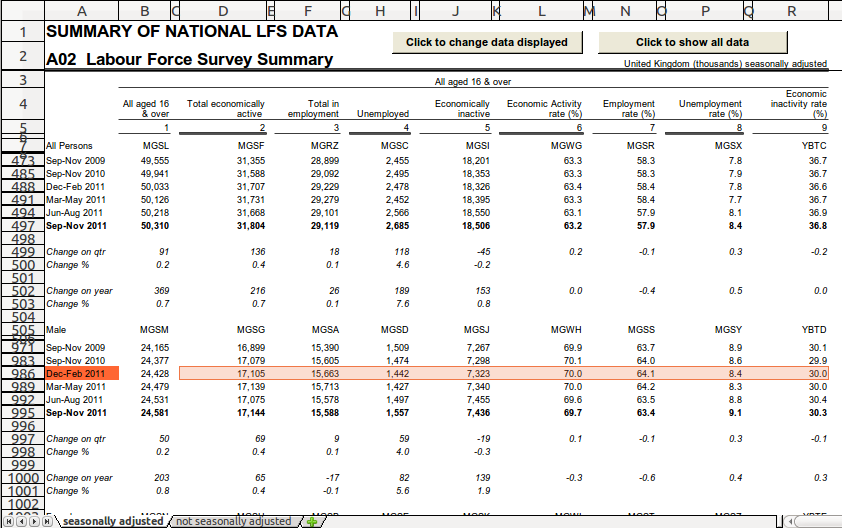 A B C D E F G H I J K L M N O P Q R
1 SUMMARY OF NATIONAL LFS DATA
Click to change data displayed Click to show all data
2 A02 Labour Force Survey Summary United Kingdom (thousands) seasonally adjusted
3 All aged 16 & over
4 All aged 16 & over Total economically active Total in employment Unemployed Economically inactive Economic Activity rate (%) Employment rate (%) Unemployment rate (%) Economic inactivity rate (%)
5 1 2 3 4 5 6 7 8 9
7 All Persons MGSL MGSF MGRZ MGSC MGSI MGWG MGSR MGSX YBTC
473 Sep-Nov 2009 49,555 31,355 28,899 2,455 18,201 63.3 58.3 7.8 36.7
485 Sep-Nov 2010 49,941 31,588 29,092 2,495 18,353 63.3 58.3 7.9 36.7
488 Dec-Feb 2011 50,033 31,707 29,229 2,478 18,326 63.4 58.4 7.8 36.6
491 Mar-May 2011 50,126 31,731 29,279 2,452 18,395 63.3 58.4 7.7 36.7
494 Jun-Aug 2011 50,218 31,668 29,101 2,566 18,550 63.1 57.9 8.1 36.9
497 Sep-Nov 2011 50,310 31,804 29,119 2,685 18,506 63.2 57.9 8.4 36.8
498
499 Change on qtr 91 136 18 118 -45 0.2 -0.1 0.3 -0.2
500 Change % 0.2 0.4 0.1 4.6 -0.2
501
502 Change on year 369 216 26 189 153 0.0 -0.4 0.5 0.0
503 Change % 0.7 0.7 0.1 7.6 0.8
504
505 Male MGSM MGSG MGSA MGSD MGSJ MGWH MGSS MGSY YBTD
971 Sep-Nov 2009 24,165 16,899 15,390 1,509 7,267 69.9 63.7 8.9 30.1
983 Sep-Nov 2010 24,377 17,079 15,605 1,474 7,298 70.1 64.0 8.6 29.9
986 Dec-Feb 2011 24,428 17,105 15,663 1,442 7,323 70.0 64.1 8.4 30.0
989 Mar-May 2011 24,479 17,139 15,713 1,427 7,340 70.0 64.2 8.3 30.0
992 Jun-Aug 2011 24,531 17,075 15,578 1,497 7,455 69.6 63.5 8.8 30.4
995 Sep-Nov 2011 24,581 17,144 15,588 1,557 7,436 69.7 63.4 9.1 30.3
996
997 Change on qtr 50 69 9 59 -19 0.1 -0.1 0.3 -0.1
998 Change % 0.2 0.4 0.1 4.0 -0.3
999
1000 Change on year 203 65 -17 82 139 -0.3 -0.6 0.4 0.3
1001 Change % 0.8 0.4 -0.1 5.6 1.9
1002
seasonally adjusted not seasonally adjusted